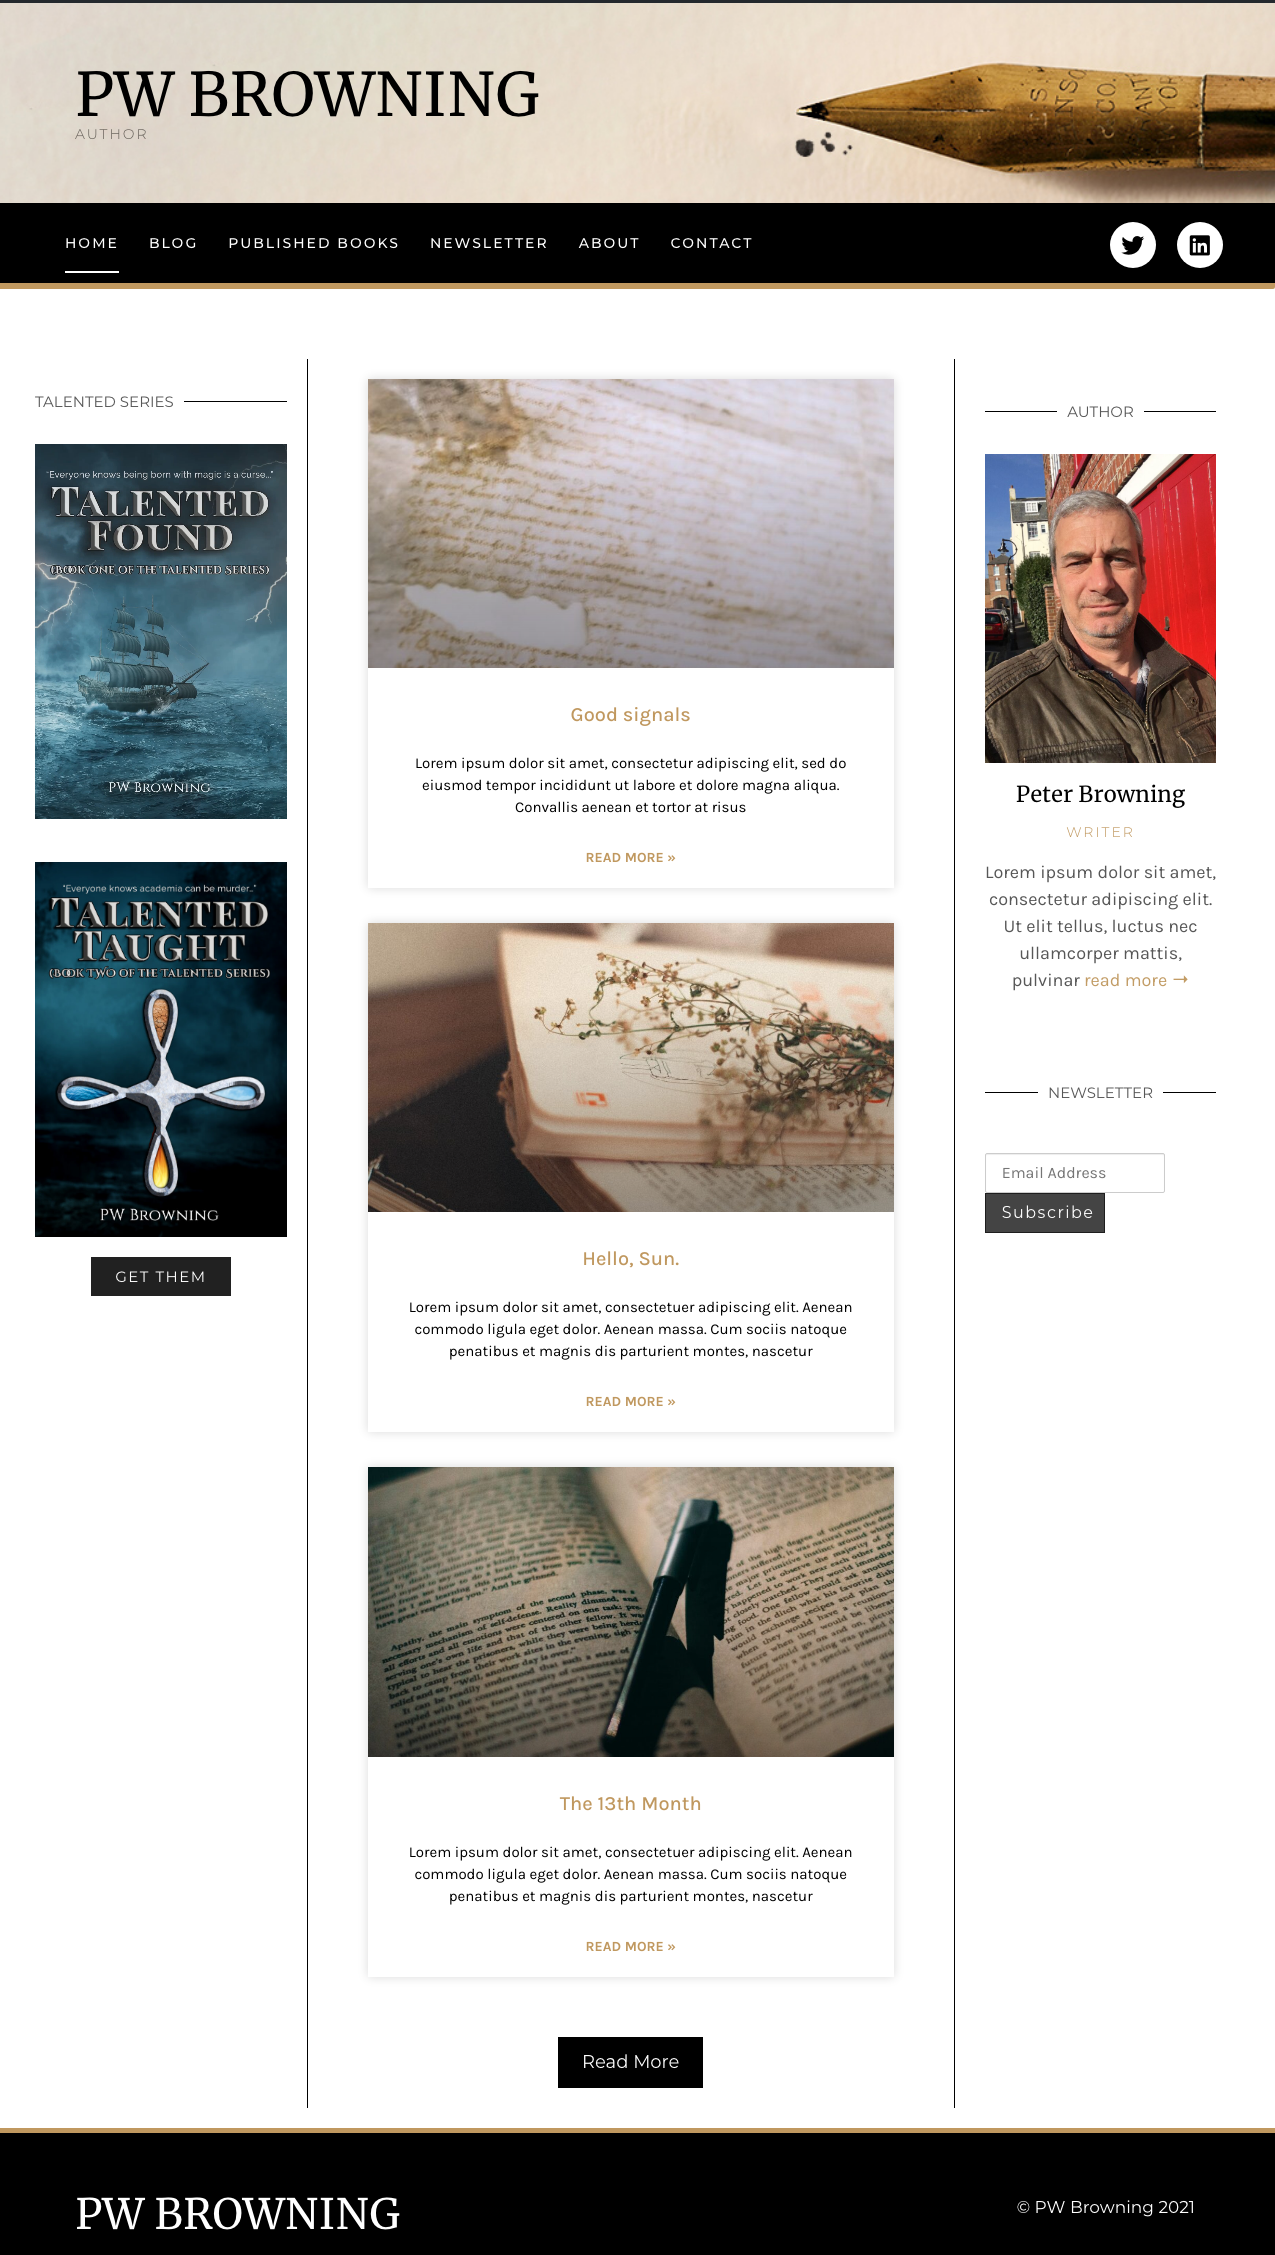 PW BROWNING
AUTHOR
HOME BLOG PUBLISHED BOOKS NEWSLETTER ABOUT CONTACT
TALENTED SERIES
"Everyone knows being born with magic is a curse..."
TALENTED
FOUND
(BOOK ONE OF THE TALENTED SERIES)
PW BROWNING
"Everyone knows academia can be murder..."
TALENTED
TAUGHT
(BOOK TWO OF THE TALENTED SERIES)
PW BROWNING
GET THEM
Good signals
Lorem ipsum dolor sit amet, consectetur adipiscing elit, sed do
eiusmod tempor incididunt ut labore et dolore magna aliqua.
Convallis aenean et tortor at risus
READ MORE »
Hello, Sun.
Lorem ipsum dolor sit amet, consectetuer adipiscing elit. Aenean
commodo ligula eget dolor. Aenean massa. Cum sociis natoque
penatibus et magnis dis parturient montes, nascetur
READ MORE »
The 13th Month
Lorem ipsum dolor sit amet, consectetuer adipiscing elit. Aenean
commodo ligula eget dolor. Aenean massa. Cum sociis natoque
penatibus et magnis dis parturient montes, nascetur
READ MORE »
Read More
AUTHOR
Peter Browning
WRITER
Lorem ipsum dolor sit amet,
consectetur adipiscing elit.
Ut elit tellus, luctus nec
ullamcorper mattis,
pulvinar read more →
NEWSLETTER
Email Address
Subscribe
PW BROWNING
© PW Browning 2021